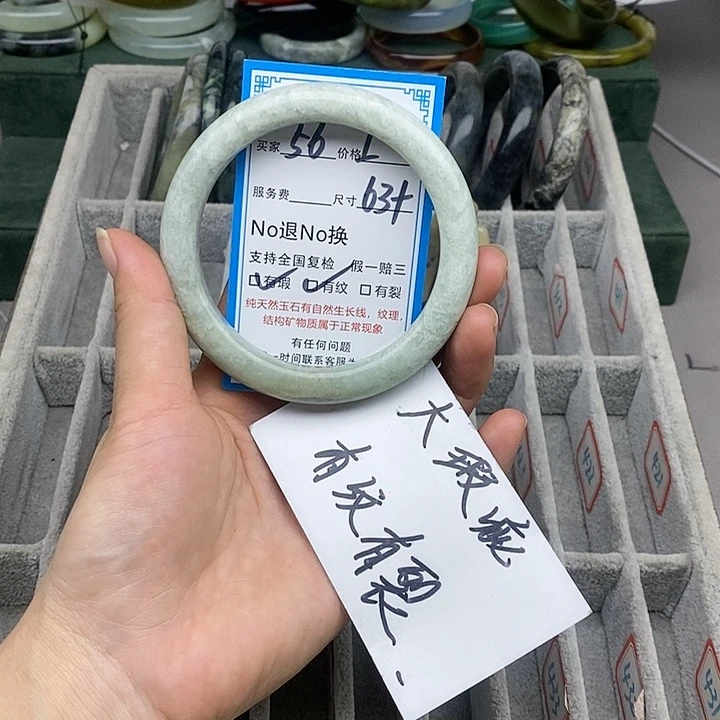 买家 56 价格 L
服务费 尺寸 63+
No退No换
支持全国复检 假一赔三
有瑕 有纹 有裂
纯天然玉石有自然生长线，纹理，
结构矿物质属于正常现象
有任何问题
一时间联系客服为
大瑕疵
有纹有裂.